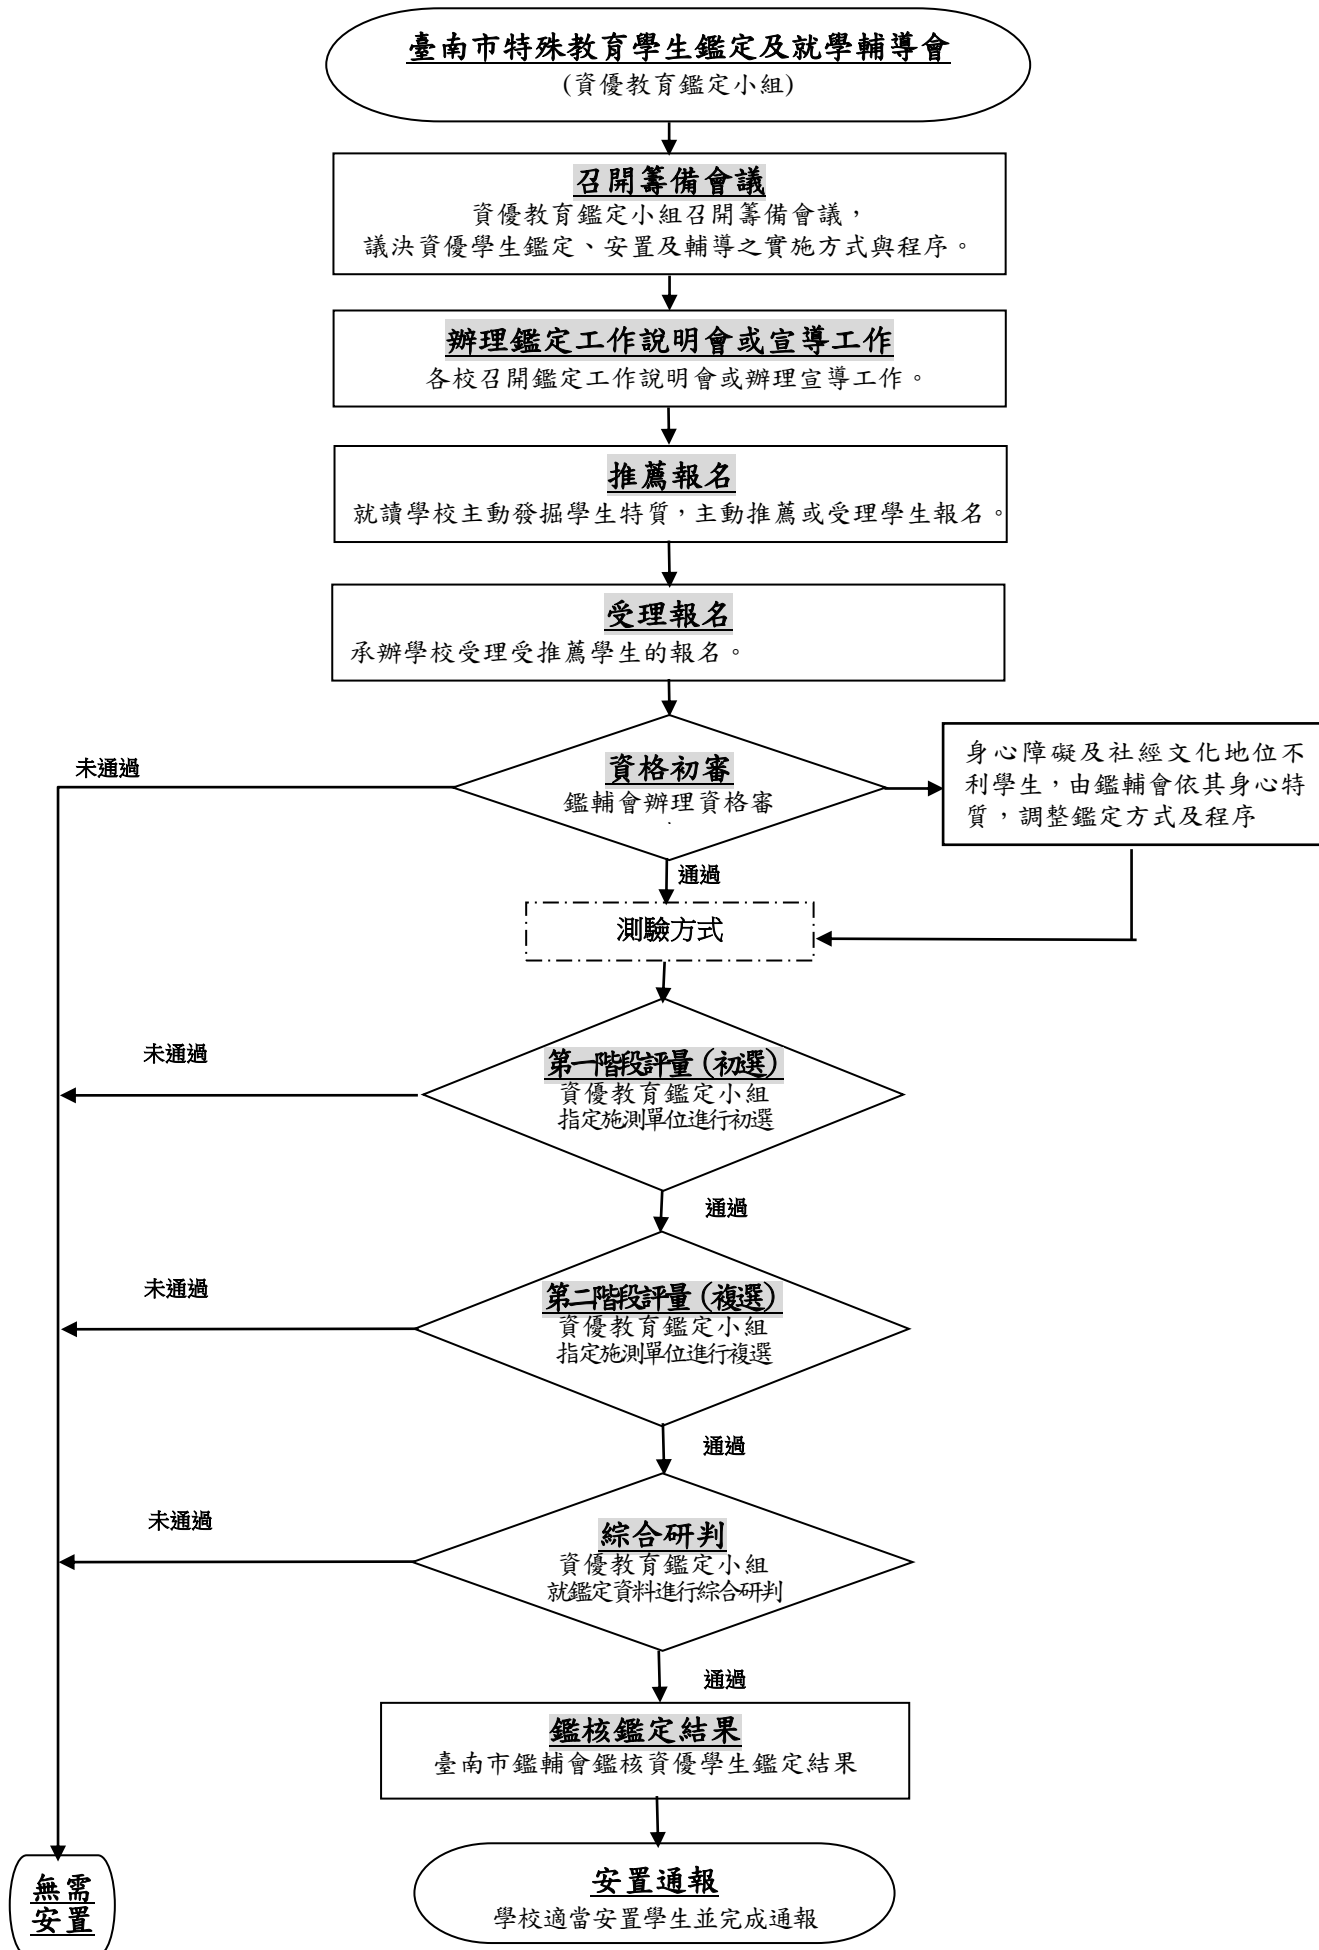 臺南市特殊教育學生鑑定及就學輔導會
(資優教育鑑定小組)
召開籌備會議
資優教育鑑定小組召開籌備會議，
議決資優學生鑑定、安置及輔導之實施方式與程序。
辦理鑑定工作說明會或宣導工作
各校召開鑑定工作說明會或辦理宣導工作。
推薦報名
就讀學校主動發掘學生特質，主動推薦或受理學生報名。
受理報名
承辦學校受理受推薦學生的報名。
未通過
資格初審
鑑輔會辦理資格審
身心障礙及社經文化地位不
利學生，由鑑輔會依其身心特
質，調整鑑定方式及程序
通過
測驗方式
未通過
第一階段評量（初選）
資優教育鑑定小組
指定施測單位進行初選
通過
未通過
第二階段評量（複選）
資優教育鑑定小組
指定施測單位進行複選
通過
未通過
綜合研判
資優教育鑑定小組
就鑑定資料進行綜合研判
通過
鑑核鑑定結果
臺南市鑑輔會鑑核資優學生鑑定結果
無需
安置
安置通報
學校適當安置學生並完成通報